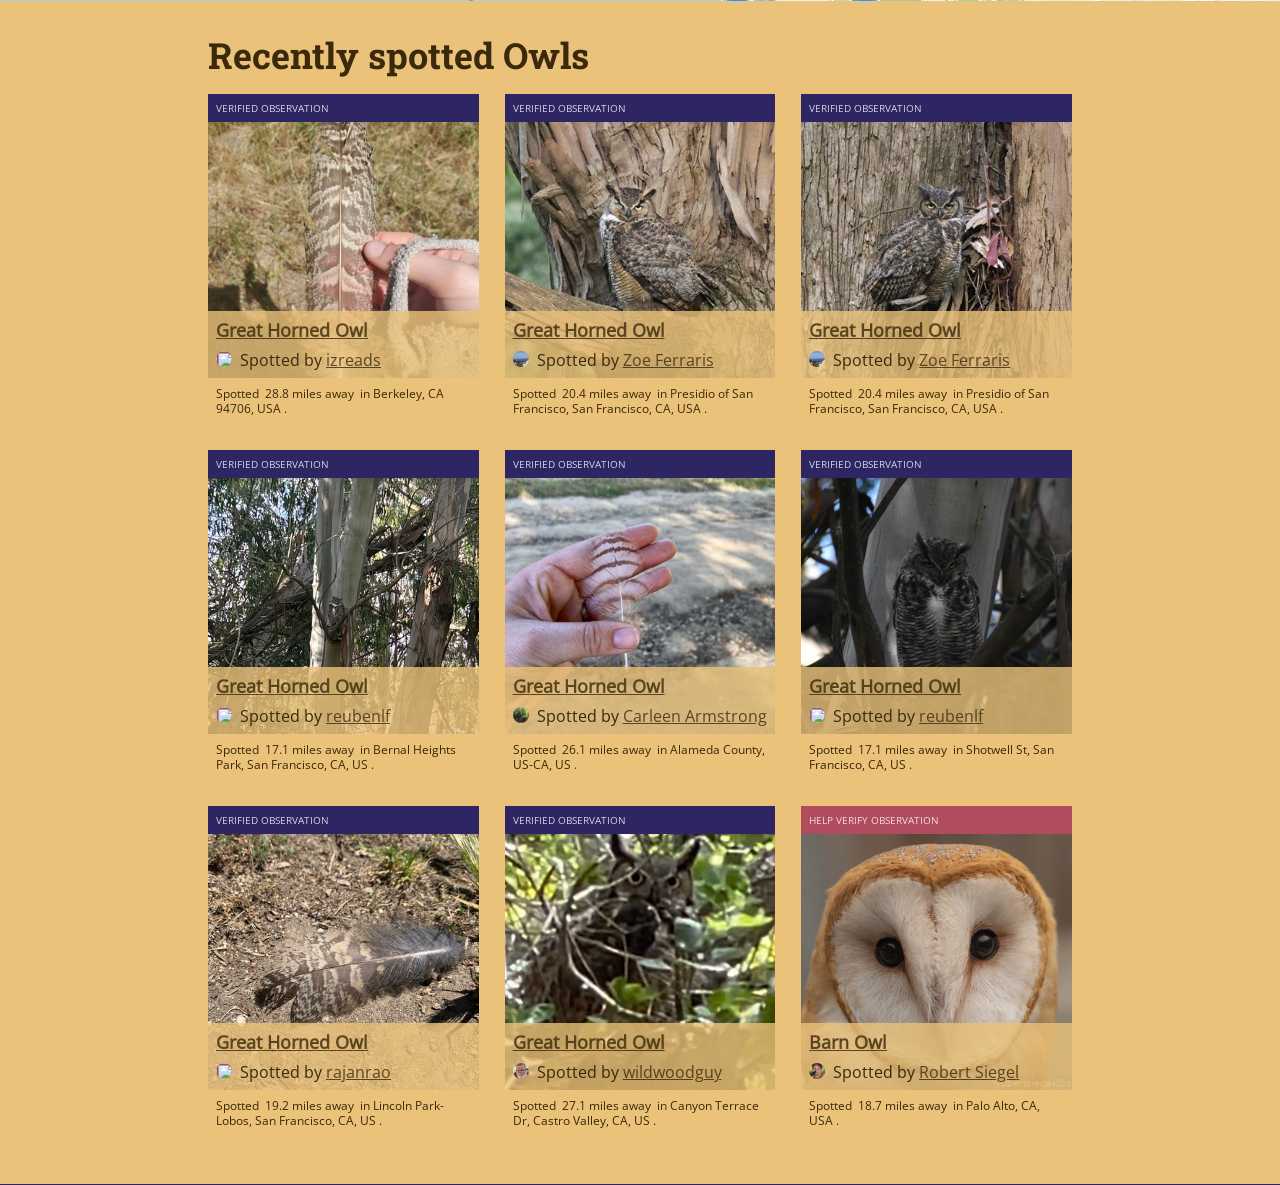 Recently spotted Owls
VERIFIED OBSERVATION
Great Horned Owl
Spotted by izreads
Spotted 28.8 miles away in Berkeley, CA
94706, USA .
VERIFIED OBSERVATION
Great Horned Owl
Spotted by Zoe Ferraris
Spotted 20.4 miles away in Presidio of San
Francisco, San Francisco, CA, USA .
VERIFIED OBSERVATION
Great Horned Owl
Spotted by Zoe Ferraris
Spotted 20.4 miles away in Presidio of San
Francisco, San Francisco, CA, USA .
VERIFIED OBSERVATION
Great Horned Owl
Spotted by reubenlf
Spotted 17.1 miles away in Bernal Heights
Park, San Francisco, CA, US .
VERIFIED OBSERVATION
Great Horned Owl
Spotted by Carleen Armstrong
Spotted 26.1 miles away in Alameda County,
US-CA, US .
VERIFIED OBSERVATION
Great Horned Owl
Spotted by reubenlf
Spotted 17.1 miles away in Shotwell St, San
Francisco, CA, US .
VERIFIED OBSERVATION
Great Horned Owl
Spotted by rajanrao
Spotted 19.2 miles away in Lincoln Park-
Lobos, San Francisco, CA, US .
VERIFIED OBSERVATION
Great Horned Owl
Spotted by wildwoodguy
Spotted 27.1 miles away in Canyon Terrace
Dr, Castro Valley, CA, US .
HELP VERIFY OBSERVATION
Barn Owl
Spotted by Robert Siegel
Spotted 18.7 miles away in Palo Alto, CA,
USA .